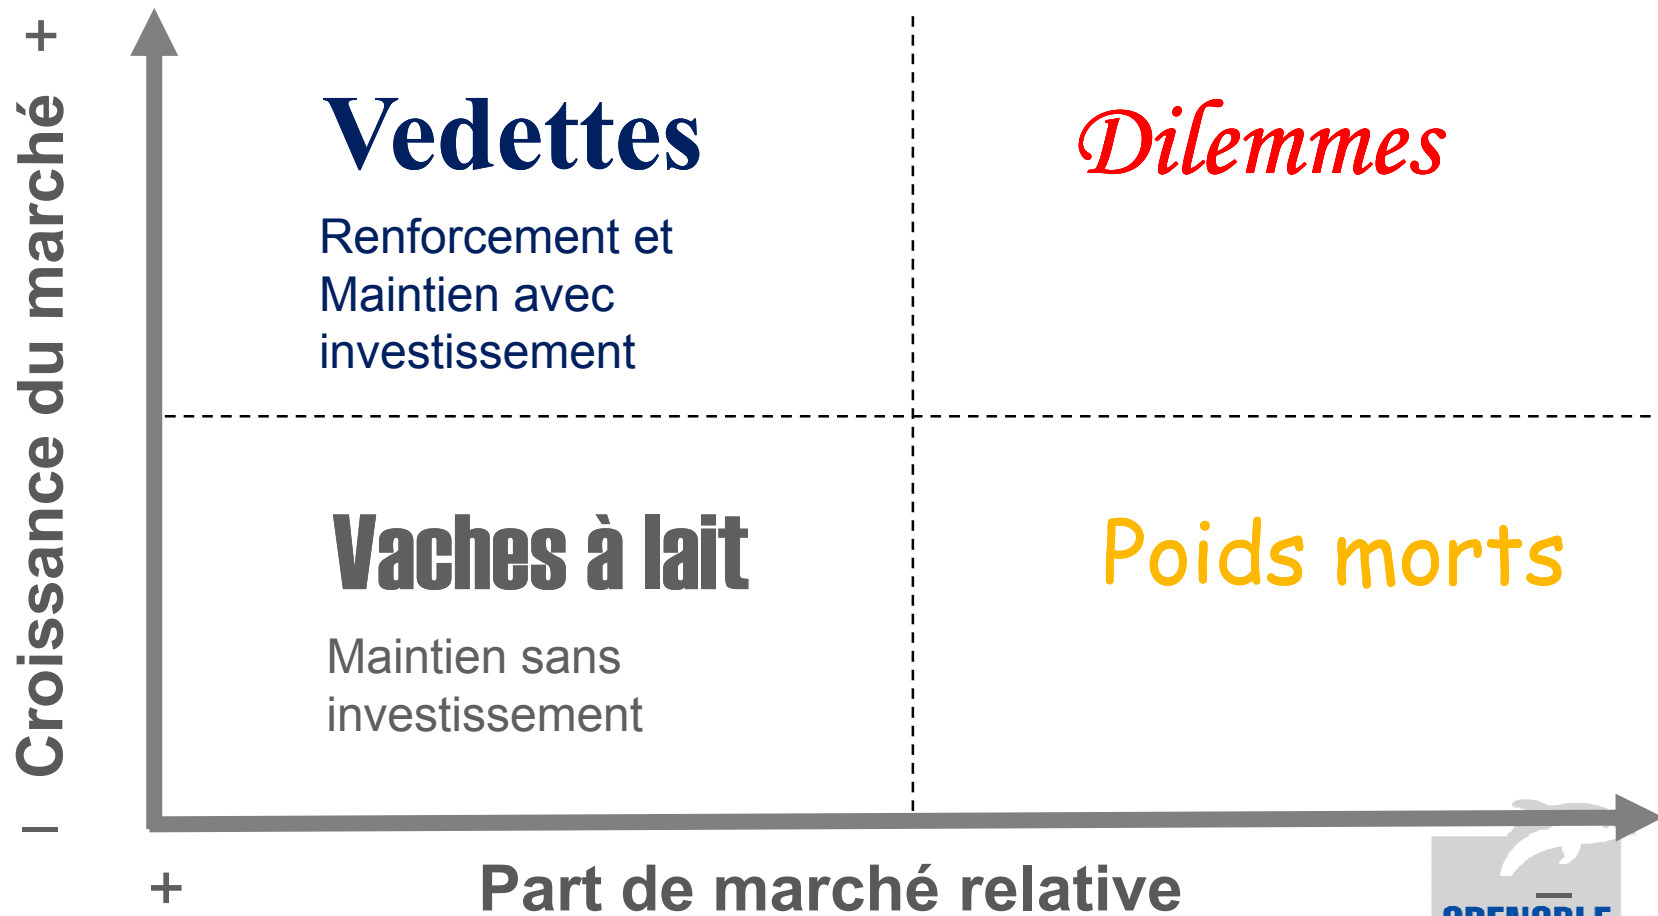 +
Croissance du marché
–
Vedettes
Renforcement et
Maintien avec
investissement
Dilemmes
Vaches à lait
Maintien sans
investissement
Poids morts
+
Part de marché relative
–
GRENOBLE